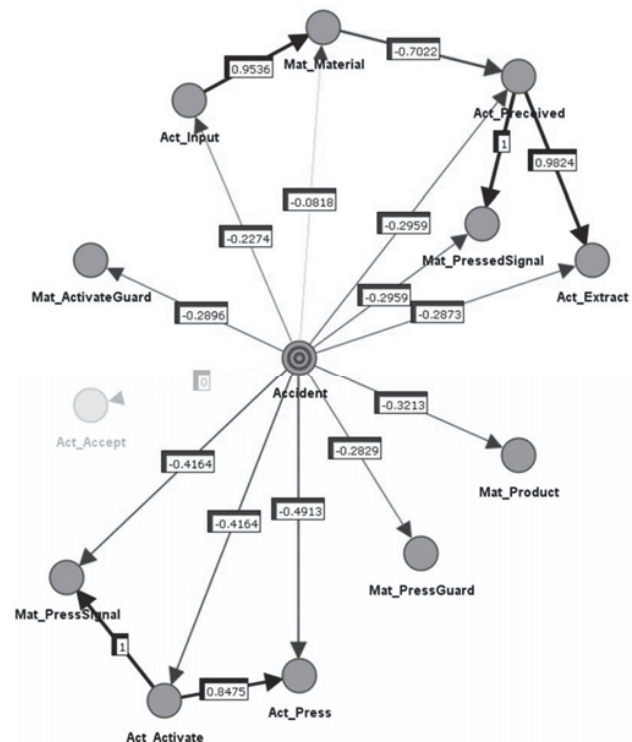 Mat_Material
0.9536
-0.7022
Act_Preceived
Act_Input
1
0.9824
-0.0818
-0.2274
-0.2959
Mat_PressedSignal
Mat_ActivateGuard
-0.2959
-0.2873
Act_Extract
-0.2896
Accident
0
Act_Accept
-0.3213
-0.2829
-0.4164
Mat_Product
-0.4164
-0.4913
Mat_PressGuard
Mat_PressSignal
1
0.8475
Act_Press
Act_Activate